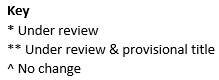 Key
* Under review
** Under review & provisional title
^ No change